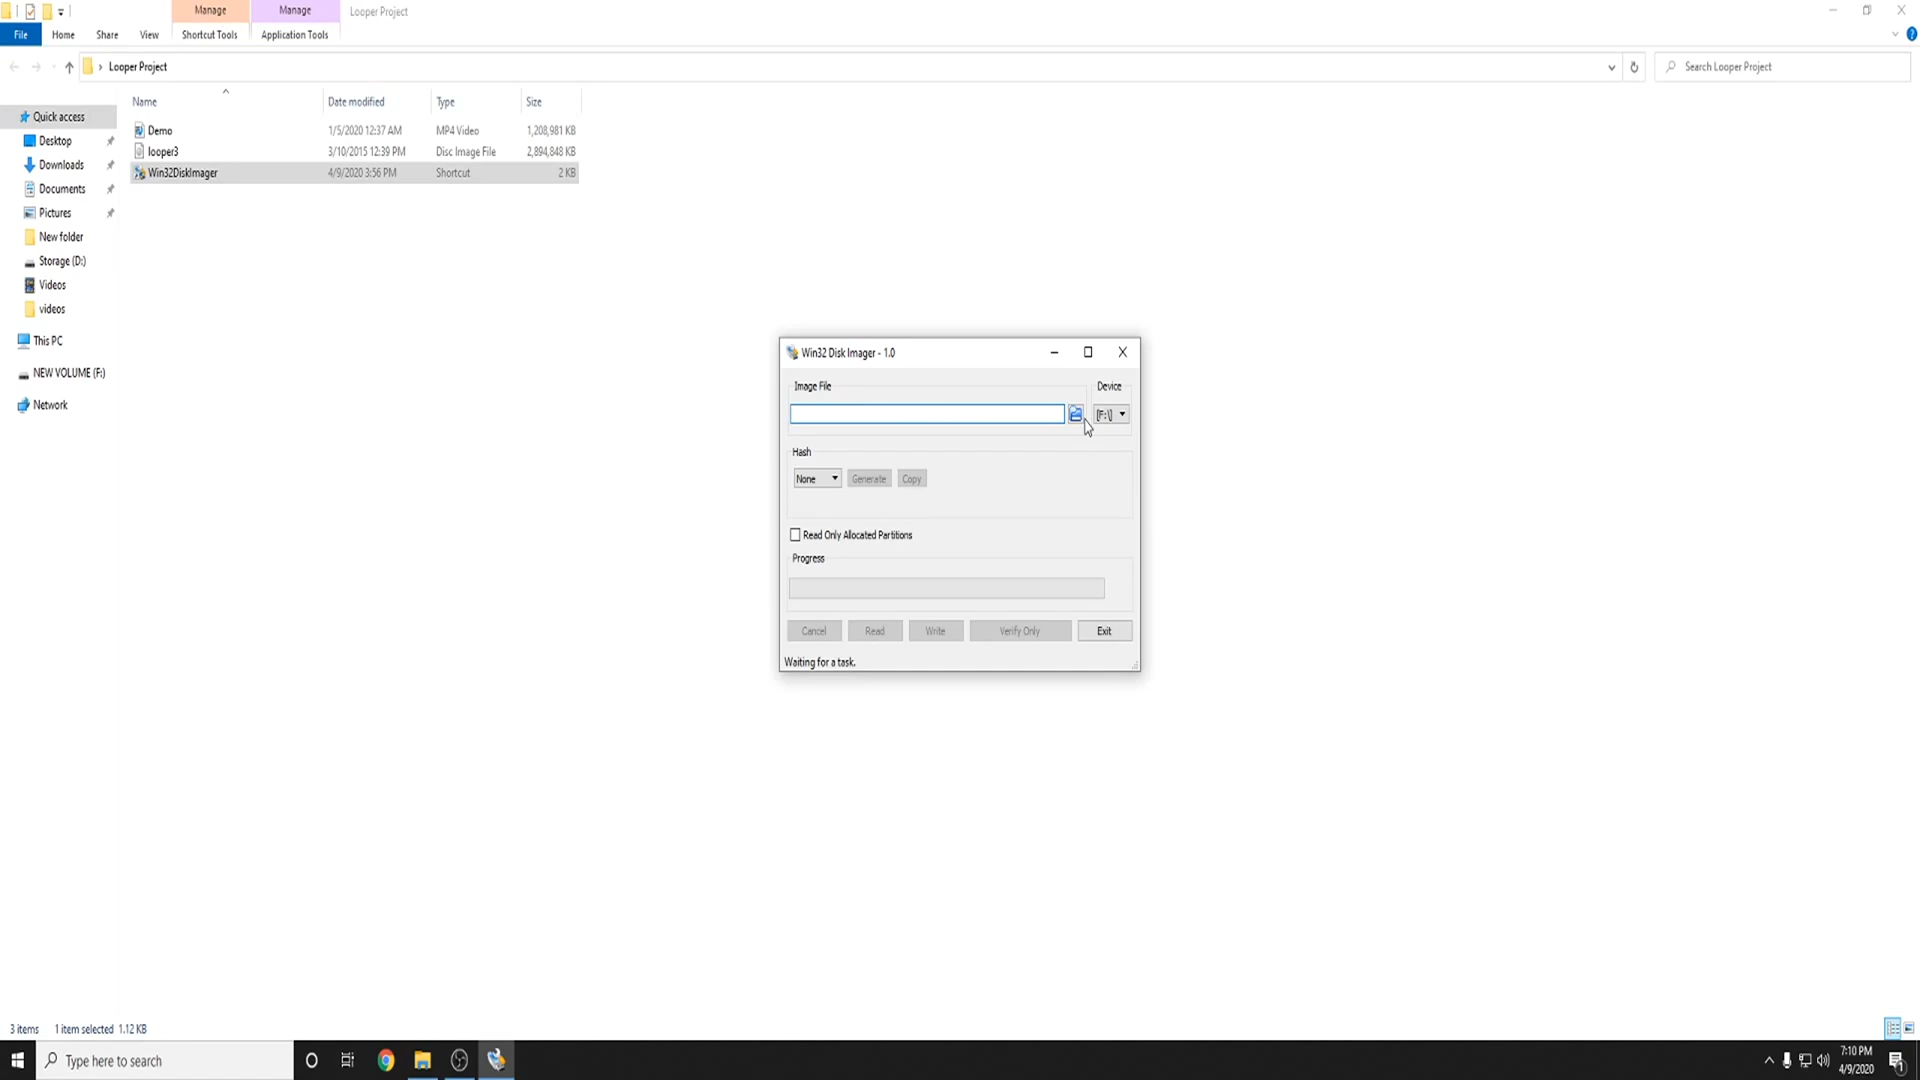 Manage Manage Looper Project
File Home Share View Shortcut Tools Application Tools
Looper Project
Search Looper Project
Name Date modified Type Size
Quick access
Desktop
Downloads
Documents
Pictures
New folder
Storage (D:)
Videos
videos
This PC
NEW VOLUME (F:)
Network
Demo 1/5/2020 12:37 AM MP4 Video 1,208,981 KB
looper3 3/10/2015 12:39 PM Disc Image File 2,894,848 KB
Win32DiskImager 4/9/2020 3:56 PM Shortcut 2 KB
Win32 Disk Imager - 1.0
Image File Device
[F:\]
Hash
None Generate Copy
Read Only Allocated Partitions
Progress
Cancel Read Write Verify Only Exit
Waiting for a task.
3 items 1 item selected 1.12 KB
Type here to search
7:10 PM
4/9/2020
1